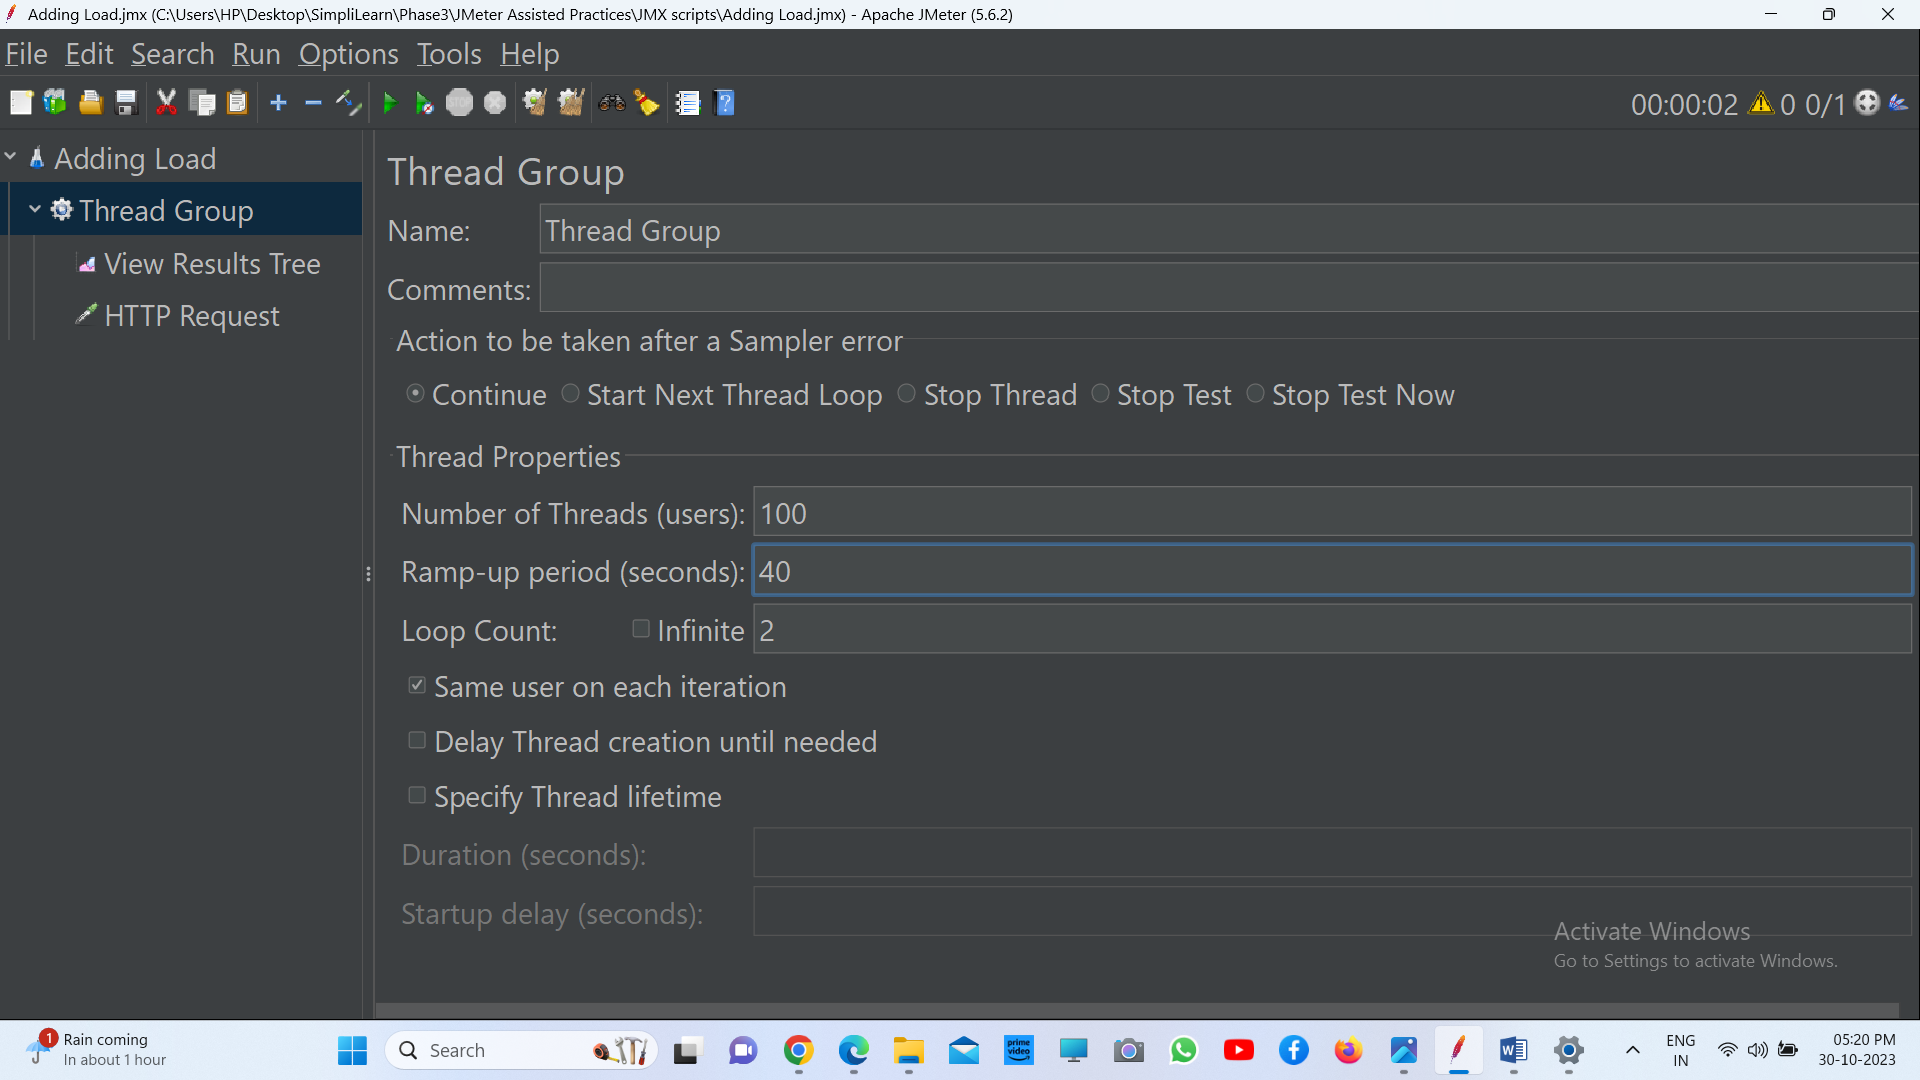 Adding Load.jmx (C:\Users\HP\Desktop\SimpliLearn\Phase3\JMeter Assisted Practices\JMX scripts\Adding Load.jmx) - Apache JMeter (5.6.2)
File Edit Search Run Options Tools Help
STOP
00:00:02 0 0/1
Adding Load
Thread Group
View Results Tree
HTTP Request
Thread Group
Name: Thread Group
Comments:
Action to be taken after a Sampler error
Continue Start Next Thread Loop Stop Thread Stop Test Stop Test Now
Thread Properties
Number of Threads (users): 100
Ramp-up period (seconds): 40
Loop Count: Infinite 2
Same user on each iteration
Delay Thread creation until needed
Specify Thread lifetime
Duration (seconds):
Startup delay (seconds):
Activate Windows
Go to Settings to activate Windows.
1 Rain coming
In about 1 hour
Search
prime video
ENG
IN
05:20 PM
30-10-2023